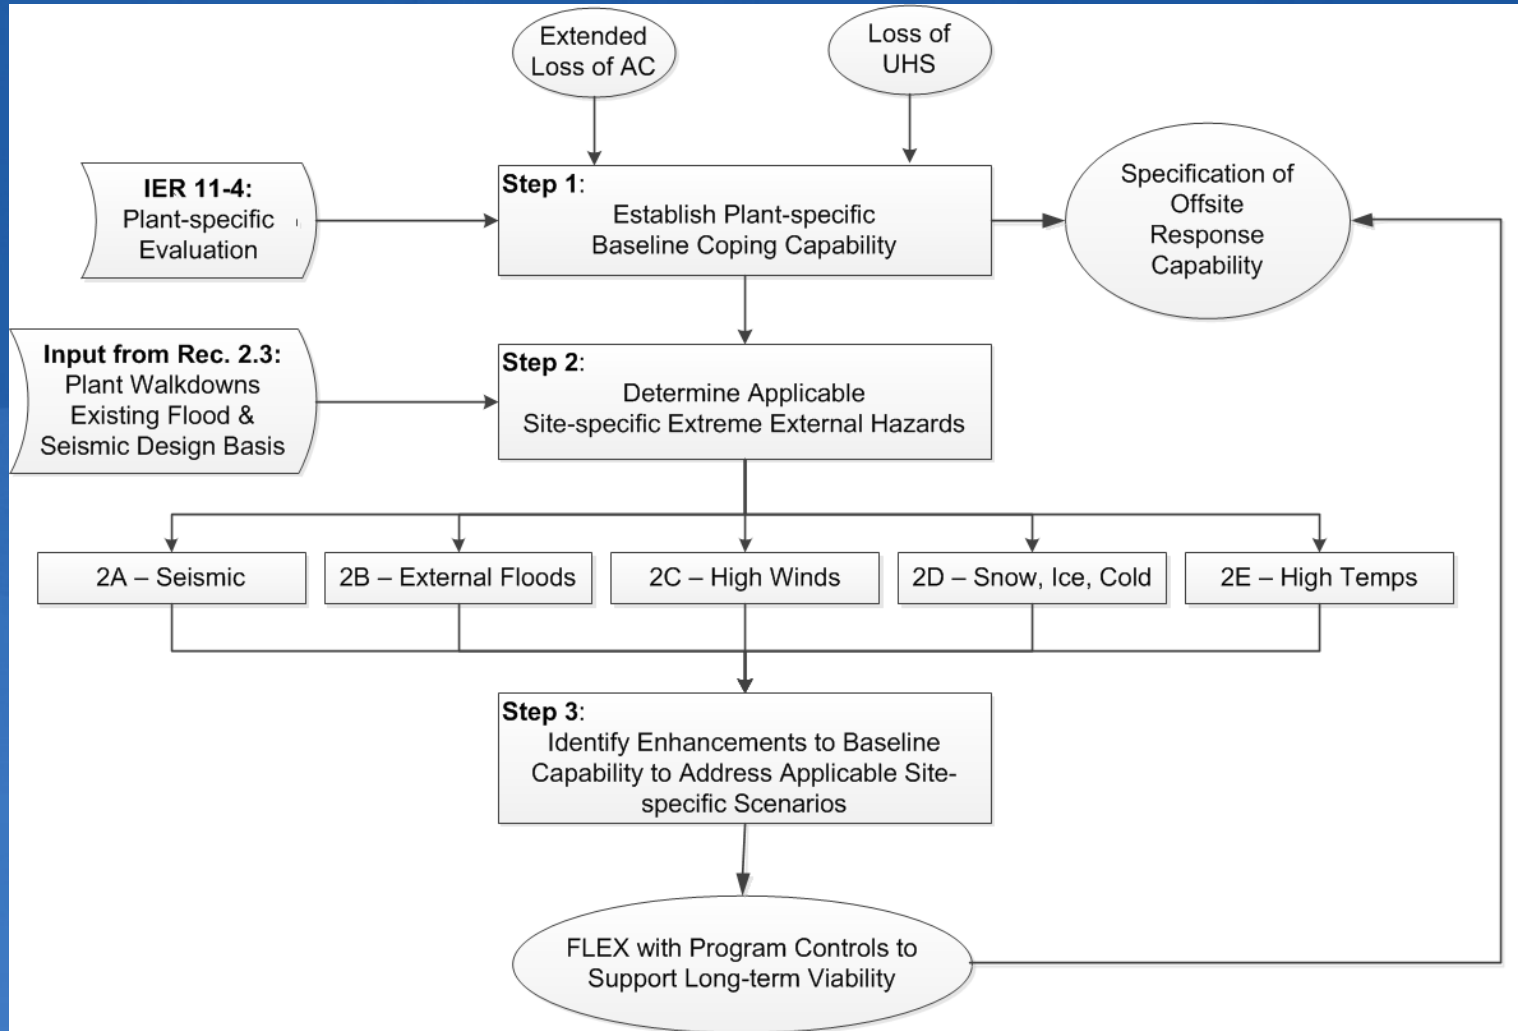 Extended
Loss of AC
Loss of
UHS
IER 11-4:
Plant-specific
Evaluation
Step 1:
Establish Plant-specific
Baseline Coping Capability
Specification of
Offsite
Response
Capability
Input from Rec. 2.3:
Plant Walkdowns
Existing Flood &
Seismic Design Basis
Step 2:
Determine Applicable
Site-specific Extreme External Hazards
2A – Seismic
2B – External Floods
2C – High Winds
2D – Snow, Ice, Cold
2E – High Temps
Step 3:
Identify Enhancements to Baseline
Capability to Address Applicable Site-
specific Scenarios
FLEX with Program Controls to
Support Long-term Viability